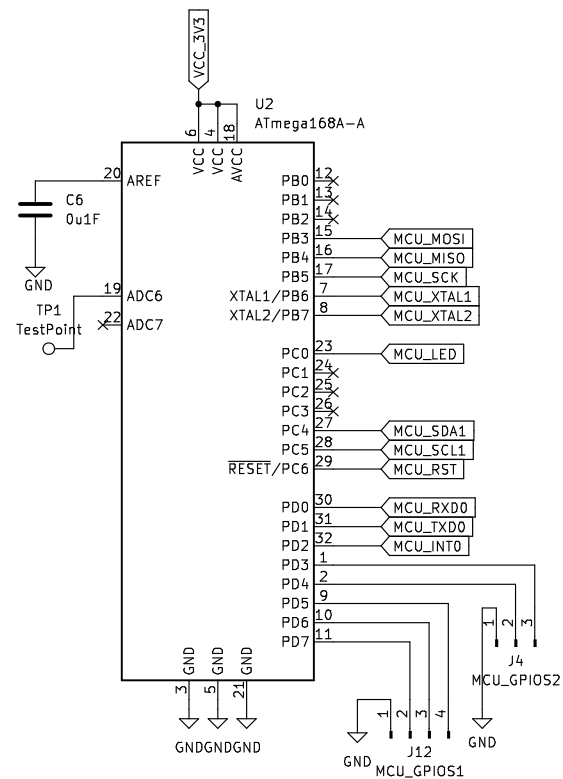 VCC_3V3
U2
ATmega168A-A
6
4
18
VCC
VCC
AVCC
20
AREF
C6
0u1F
GND
19
ADC6
TP1
TestPoint
22
ADC7
PB0 12
PB1 13
PB2 14
PB3 15 MCU_MOSI
PB4 16 MCU_MISO
PB5 17 MCU_SCK
XTAL1/PB6 7 MCU_XTAL1
XTAL2/PB7 8 MCU_XTAL2
PC0 23 MCU_LED
PC1 24
PC2 25
PC3 26
PC4 27 MCU_SDA1
PC5 28 MCU_SCL1
RESET/PC6 29 MCU_RST
PD0 30 MCU_RXD0
PD1 31 MCU_TXD0
PD2 32 MCU_INT0
PD3 1
PD4 2
PD5 9
PD6 10
PD7 11
GND
GND
GND
3
5
21
GND
GND
GND
1
2
3
J4
MCU_GPIOS2
GND
1
2
3
4
GND
J12
MCU_GPIOS1